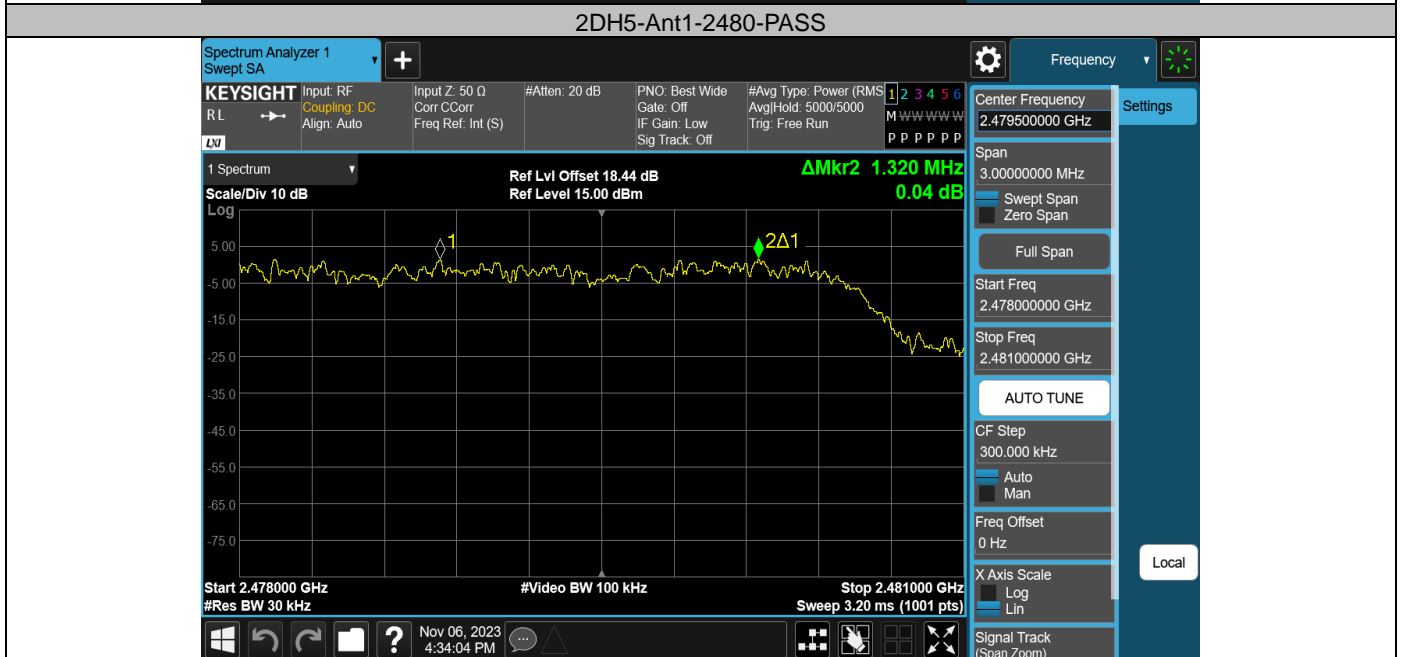 2DH5-Ant1-2480-PASS
Spectrum Analyzer 1
Swept SA
+
Frequency
KEYSIGHT
RL
LXI
Input: RF
Coupling: DC
Align: Auto
Input Z: 50 Ω
Corr CCorr
Freq Ref: Int (S)
#Atten: 20 dB
PNO: Best Wide
Gate: Off
IF Gain: Low
Sig Track: Off
#Avg Type: Power (RMS
Avg|Hold: 5000/5000
Trig: Free Run
1 2 3 4 5 6
M W W W W W
P P P P P P
1 Spectrum
Scale/Div 10 dB
Log
Ref Lvl Offset 18.44 dB
Ref Level 15.00 dBm
ΔMkr2 1.320 MHz
0.04 dB
1
2Δ1
5.00
-5.00
-15.0
-25.0
-35.0
-45.0
-55.0
-65.0
-75.0
Start 2.478000 GHz
#Res BW 30 kHz
#Video BW 100 kHz
Stop 2.481000 GHz
Sweep 3.20 ms (1001 pts)
Nov 06, 2023
4:34:04 PM
?
Center Frequency
2.479500000 GHz
Span
3.00000000 MHz
Swept Span
Zero Span
Full Span
Start Freq
2.478000000 GHz
Stop Freq
2.481000000 GHz
AUTO TUNE
CF Step
300.000 kHz
Auto
Man
Freq Offset
0 Hz
X Axis Scale
Log
Lin
Signal Track
(Span Zoom)
Settings
Local